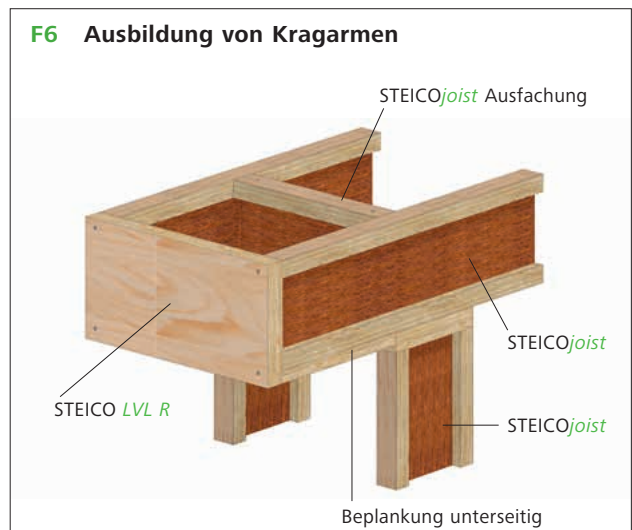 F6 Ausbildung von Kragarmen
STEICOjoist Ausfachung
STEICOjoist
STEICO LVL R
STEICOjoist
Beplankung unterseitig